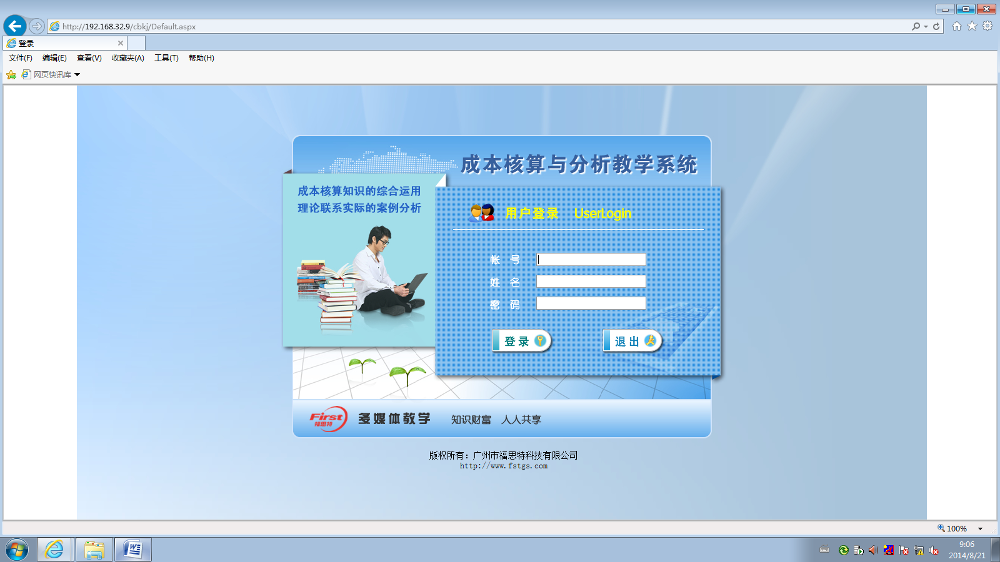 http://192.168.32.9/cbkj/Default.aspx
登录
文件(F) 编辑(E) 查看(V) 收藏夹(A) 工具(T) 帮助(H)
网页快讯库
成本核算与分析教学系统
成本核算知识的综合运用
理论联系实际的案例分析
用户登录 UserLogin
帐 号
姓 名
密 码
登录 退出
First
福思特
多媒体教学 知识财富 人人共享
版权所有：广州市福思特科技有限公司
http://www.fstgs.com
100%
9:06
2014/8/21